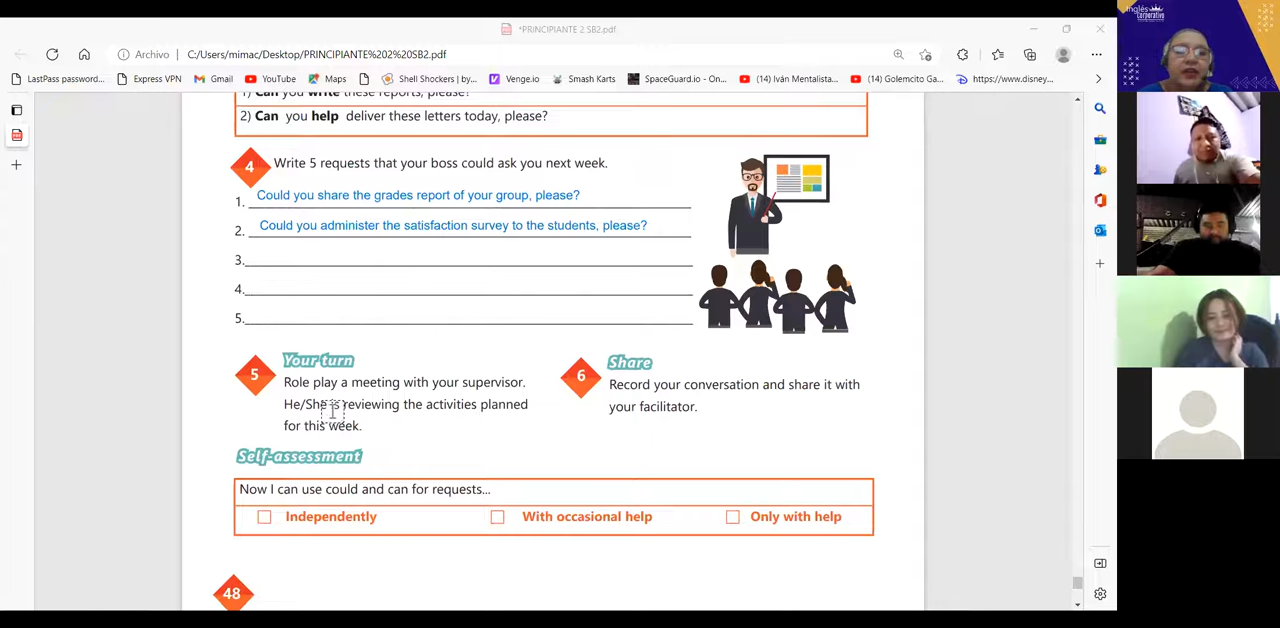 *PRINCIPIANTE 2 SB2.pdf
Archivo
C:/Users/mimac/Desktop/PRINCIPIANTE%202%20SB2.pdf
LastPass password...
Express VPN
Gmail
YouTube
Maps
Shell Shockers | by...
Venge.io
Smash Karts
SpaceGuard.io - On...
(14) Iván Mentalista...
(14) Golemcito Ga...
https://www.disney...
1) Can you write these reports, please?
2) Can you help deliver these letters today, please?
4 Write 5 requests that your boss could ask you next week.
1. Could you share the grades report of your group, please?
2. Could you administer the satisfaction survey to the students, please?
3.
4.
5.
5 Your turn
Role play a meeting with your supervisor.
He/She is reviewing the activities planned
for this week.
6 Share
Record your conversation and share it with
your facilitator.
Self-assessment
Now I can use could and can for requests...
Independently
With occasional help
Only with help
48
Inglés
Corporativo